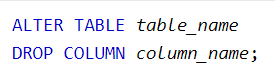 ALTER TABLE table_name
DROP COLUMN column_name;